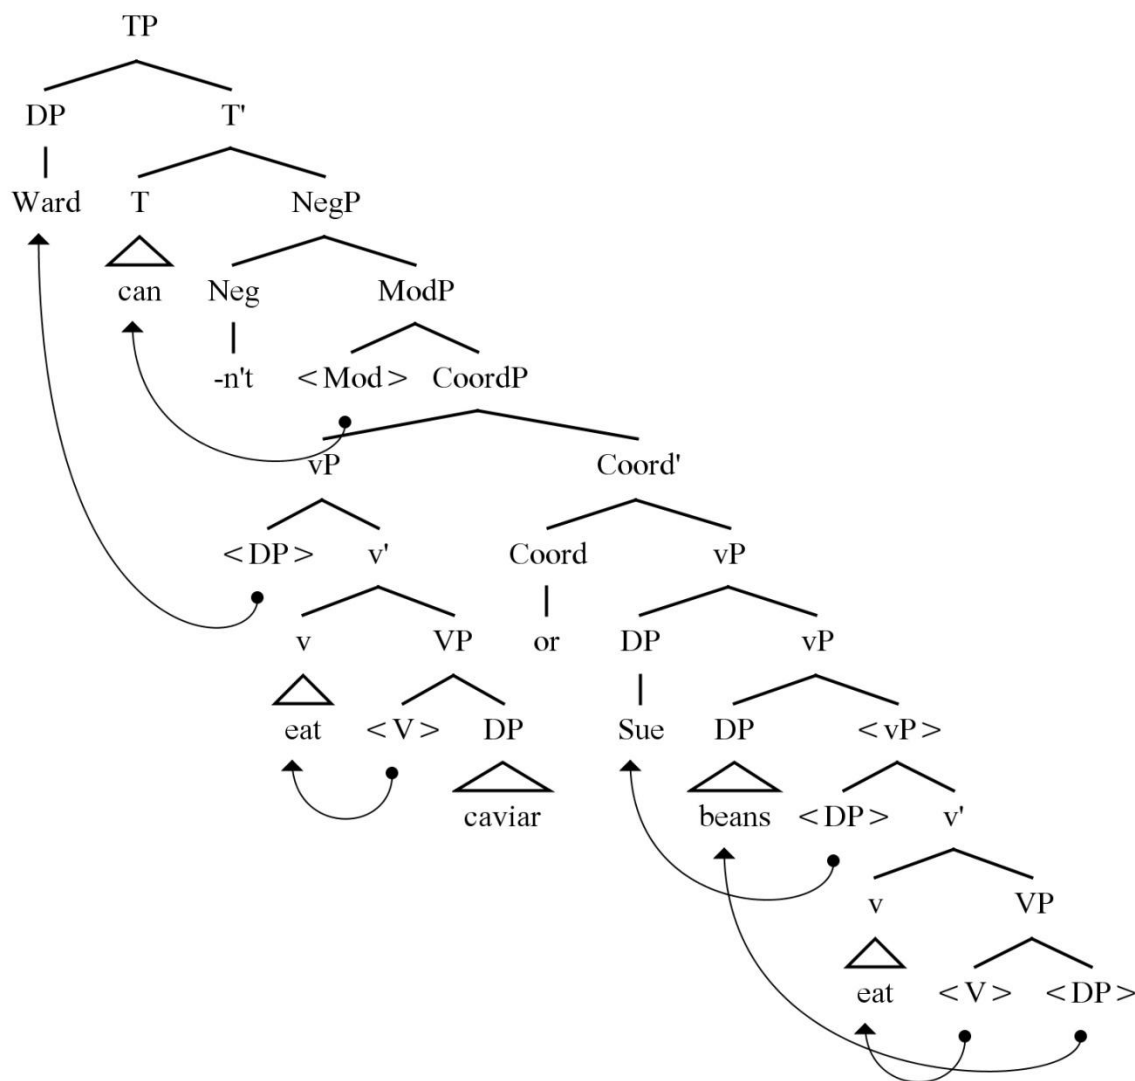 TP
DP T'
Ward T NegP
can Neg ModP
-n't <Mod> CoordP
vP Coord'
<DP> v' Coord vP
v VP or DP vP
eat <V> DP Sue DP <vP>
caviar beans <DP> v'
v VP
eat <V> <DP>